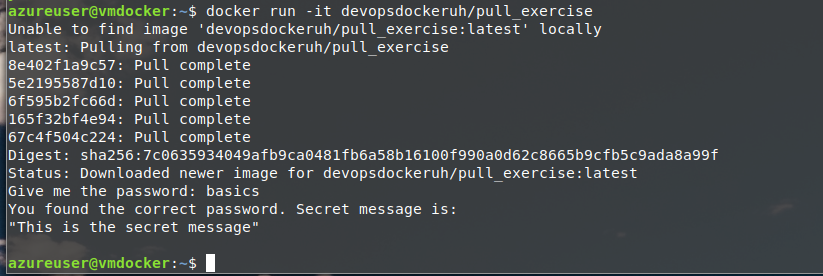 azureuser@vmdocker:~$ docker run -it devopsdockeruh/pull_exercise
Unable to find image 'devopsdockeruh/pull_exercise:latest' locally
latest: Pulling from devopsdockeruh/pull_exercise
8e402f1a9c57: Pull complete
5e2195587d10: Pull complete
6f595b2fc66d: Pull complete
165f32bf4e94: Pull complete
67c4f504c224: Pull complete
Digest: sha256:7c0635934049afb9ca0481fb6a58b16100f990a0d62c8665b9cfb5c9ada8a99f
Status: Downloaded newer image for devopsdockeruh/pull_exercise:latest
Give me the password: basics
You found the correct password. Secret message is:
"This is the secret message"
azureuser@vmdocker:~$